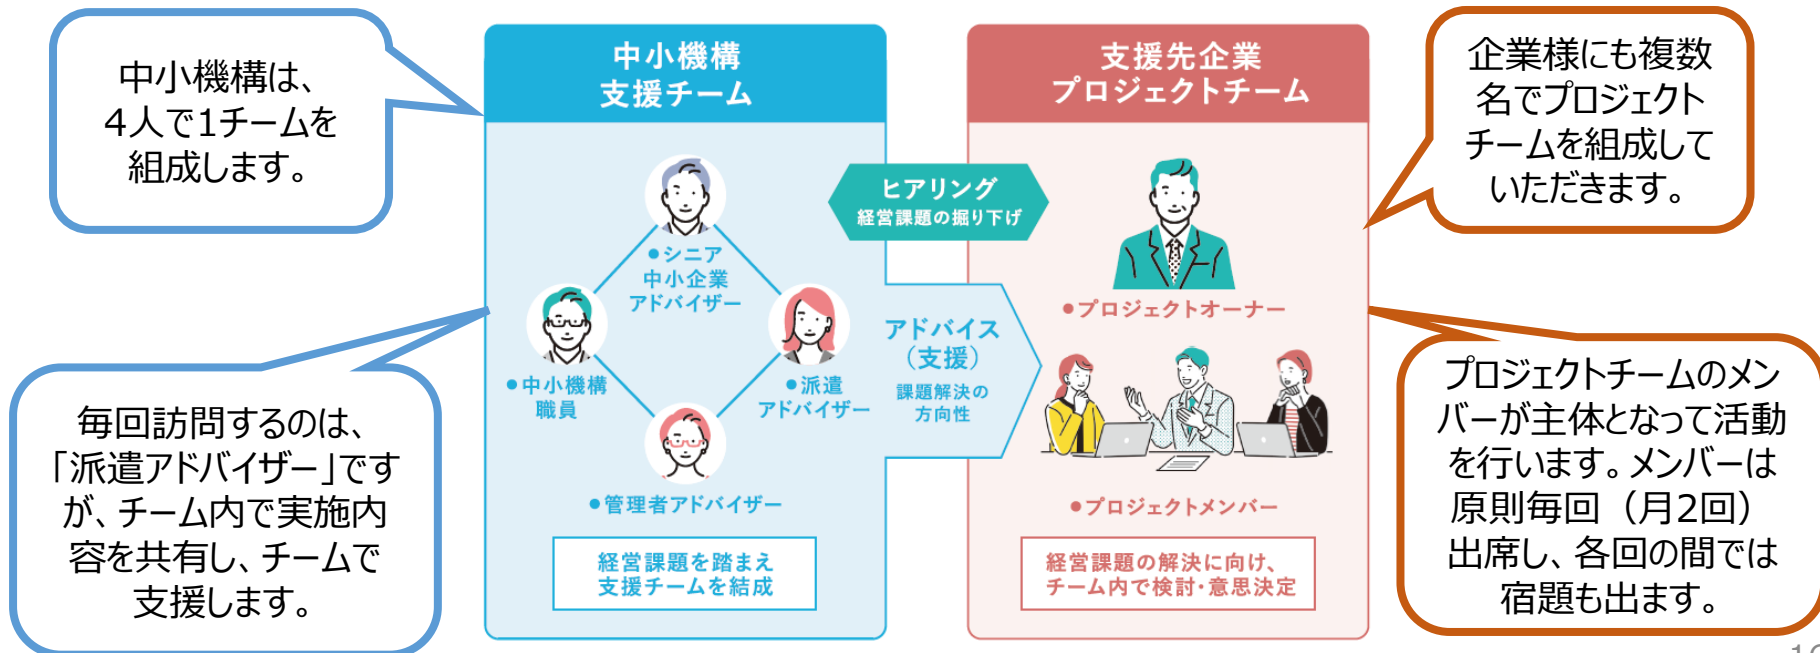 中小機構は、
４人で1チームを
組成します。
毎回訪問するのは、
「派遣アドバイザー」です
が、チーム内で実施内
容を共有し、チームで
支援します。
中小機構
支援チーム
●シニア
中小企業
アドバイザー
●中小機構
職員
●派遣
アドバイザー
●管理者アドバイザー
経営課題を踏まえ
支援チームを結成
ヒアリング
経営課題の掘り下げ
アドバイス
（支援）
課題解決の
方向性
支援先企業
プロジェクトチーム
●プロジェクトオーナー
●プロジェクトメンバー
経営課題の解決に向け、
チーム内で検討・意思決定
企業様にも複数
名でプロジェクト
チームを組成して
いただきます。
プロジェクトチームのメン
バーが主体となって活動
を行います。メンバーは
原則毎回（月2回）
出席し、各回の間では
宿題も出ます。